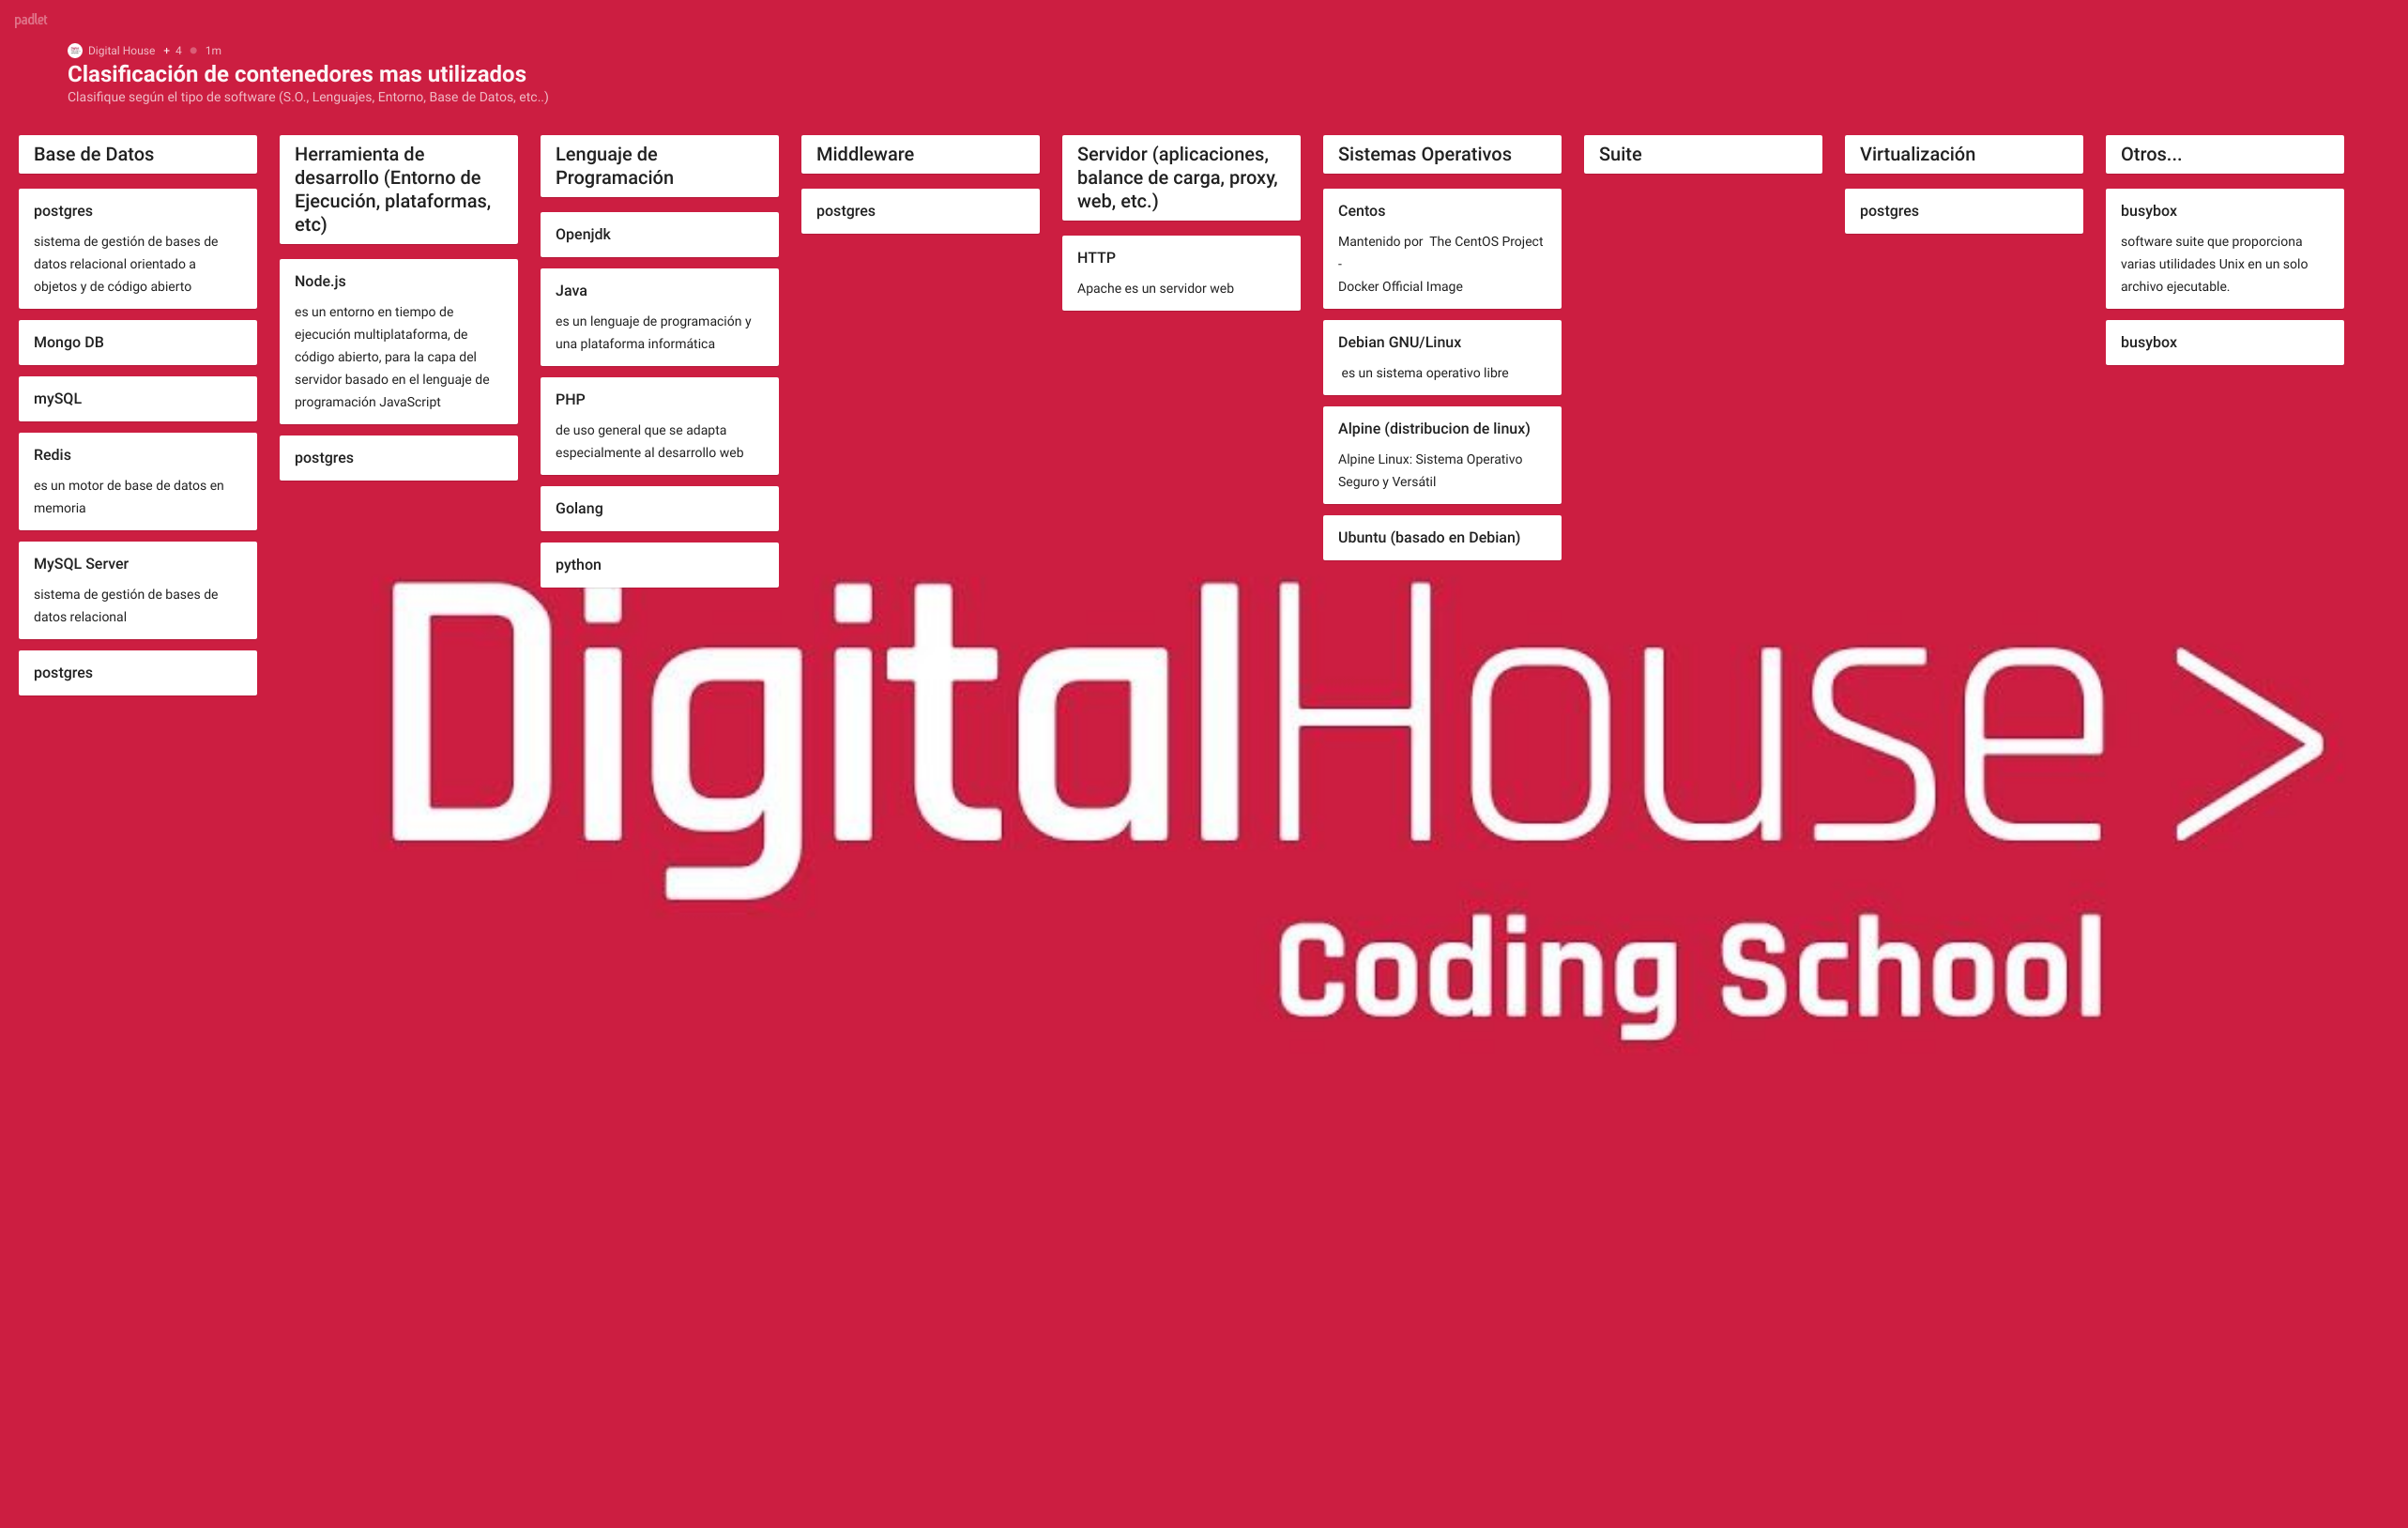 padlet
Digital House + 4 1m
Clasificación de contenedores mas utilizados
Clasifique según el tipo de software (S.O., Lenguajes, Entorno, Base de Datos, etc..)
Base de Datos
postgres
sistema de gestión de bases de
datos relacional orientado a
objetos y de código abierto
Mongo DB
mySQL
Redis
es un motor de base de datos en
memoria
MySQL Server
sistema de gestión de bases de
datos relacional
postgres
Herramienta de
desarrollo (Entorno de
Ejecución, plataformas,
etc)
Node.js
es un entorno en tiempo de
ejecución multiplataforma, de
código abierto, para la capa del
servidor basado en el lenguaje de
programación JavaScript
postgres
Lenguaje de
Programación
Openjdk
Java
es un lenguaje de programación y
una plataforma informática
PHP
de uso general que se adapta
especialmente al desarrollo web
Golang
python
Middleware
postgres
Servidor (aplicaciones,
balance de carga, proxy,
web, etc.)
HTTP
Apache es un servidor web
Sistemas Operativos
Centos
Mantenido por  The CentOS Project
-
Docker Official Image
Debian GNU/Linux
es un sistema operativo libre
Alpine (distribucion de linux)
Alpine Linux: Sistema Operativo
Seguro y Versátil
Ubuntu (basado en Debian)
Suite
Virtualización
postgres
Otros...
busybox
software suite que proporciona
varias utilidades Unix en un solo
archivo ejecutable.
busybox
DigitalHouse >
Coding School